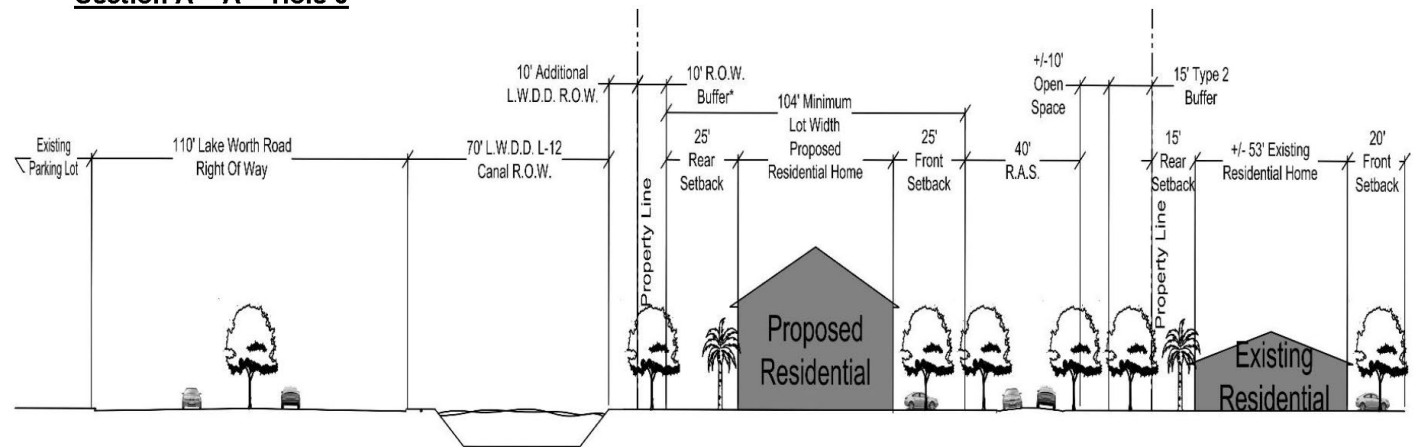 10' Additional
L.W.D.D. R.O.W.
10' R.O.W.
Buffer*
+/-10'
Open
Space
15' Type 2
Buffer
Existing
Parking Lot
110' Lake Worth Road
Right Of Way
70' L.W.D.D. L-12
Canal R.O.W.
25'
Rear
Setback
104' Minimum
Lot Width
Proposed
Residential Home
25'
Front
Setback
40'
R.A.S.
15'
Rear
Setback
+/- 53' Existing
Residential Home
20'
Front
Setback
Property Line
Property Line
Proposed
Residential
Existing
Residential